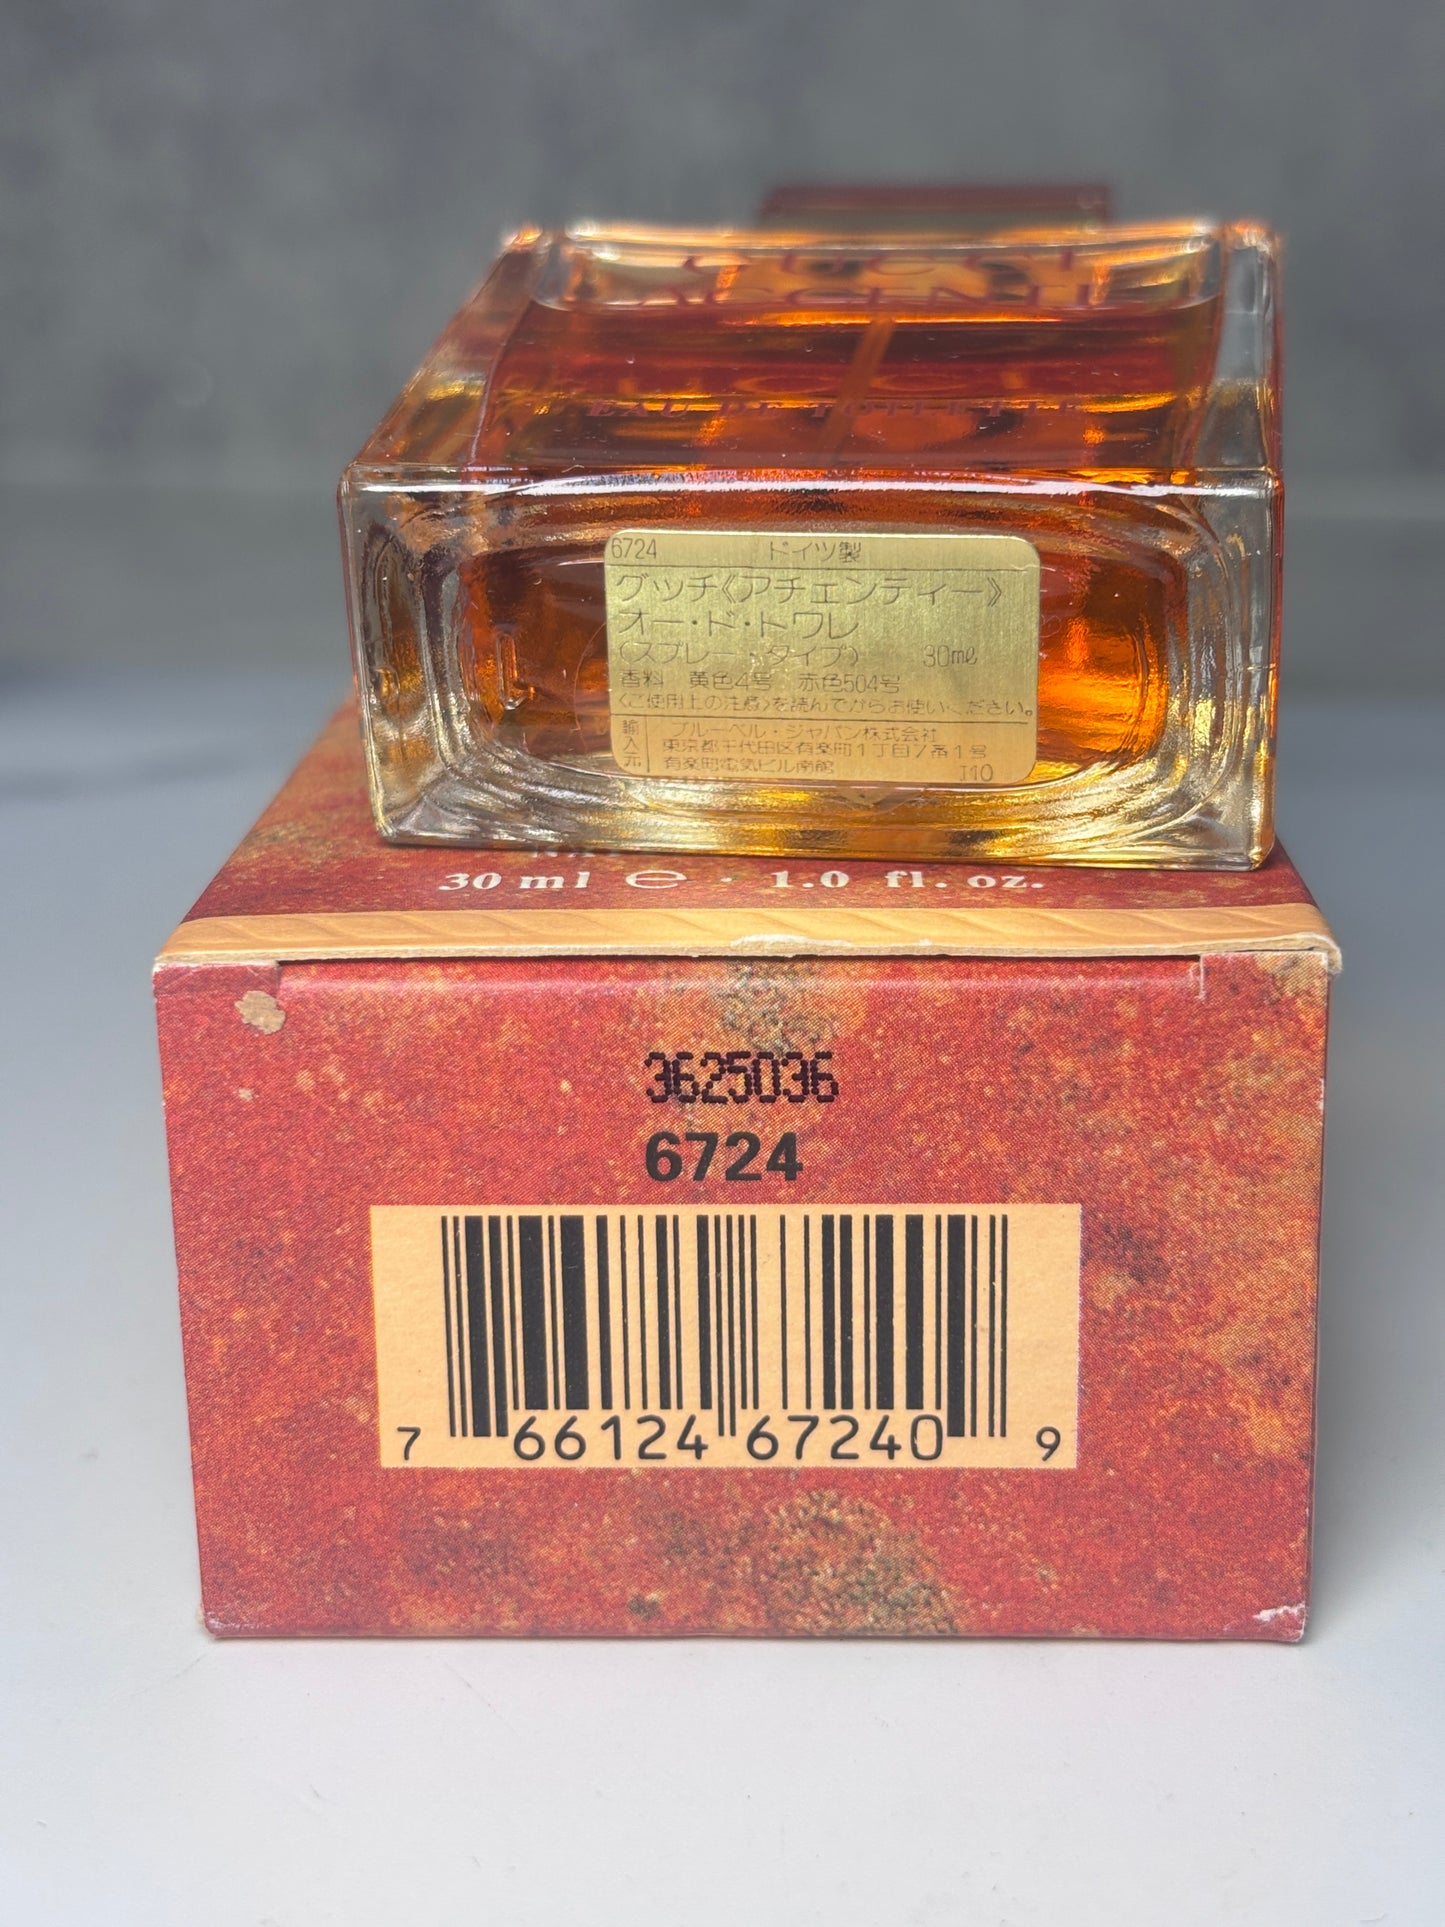 GUCCI
ACCENTI
EAU DE TOILETTE
6724 ドイツ製
グッチ《アチェンティー》
オー・ド・トワレ
(スプレー・タイプ) 30ml
香料 黄色4号 赤色504号
〈ご使用上の注意〉を読んでからお使いください。
輸入元 ブルーベル・ジャパン株式会社
東京都千代田区有楽町1丁目7番1号
有楽町電気ビル南館 I10
30 ml ℮ · 1.0 fl. oz.
3625036
6724
7 66124 67240 9